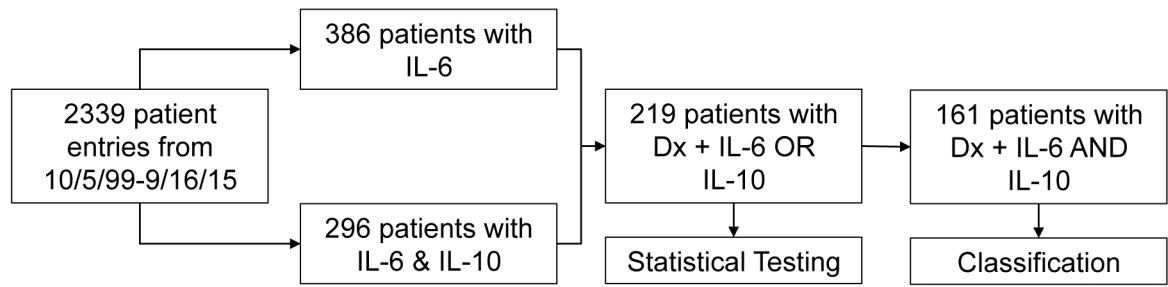 2339 patient
entries from
10/5/99-9/16/15
386 patients with
IL-6
296 patients with
IL-6 & IL-10
219 patients with
Dx + IL-6 OR
IL-10
Statistical Testing
161 patients with
Dx + IL-6 AND
IL-10
Classification